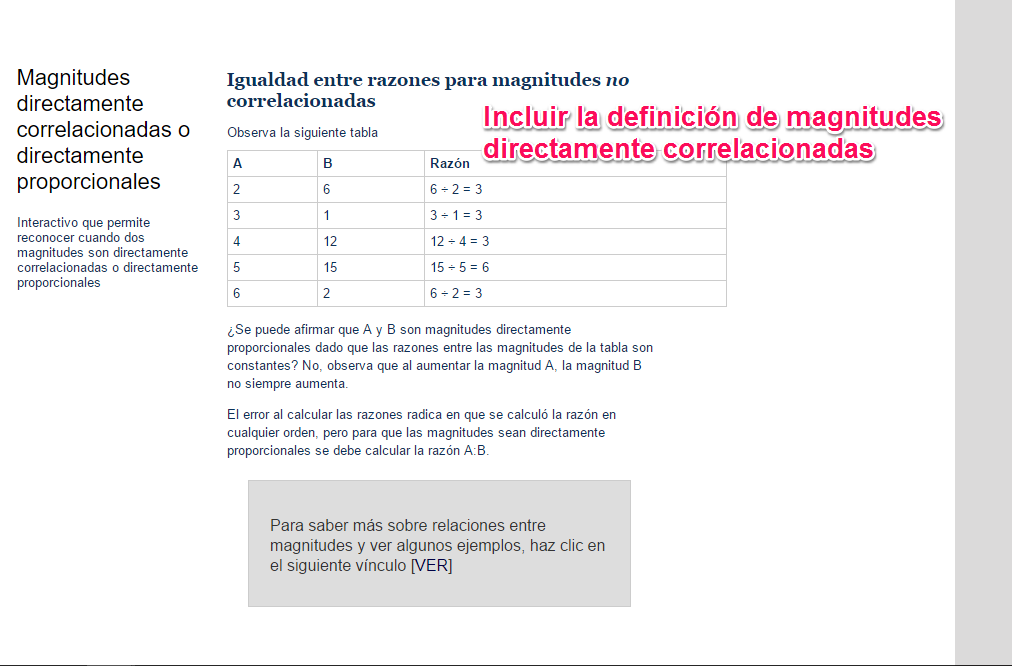 Magnitudes
directamente
correlacionadas o
directamente
proporcionales
Interactivo que permite
reconocer cuando dos
magnitudes son directamente
correlacionadas o directamente
proporcionales
Igualdad entre razones para magnitudes no
correlacionadas
Incluir la definición de magnitudes
directamente correlacionadas
Observa la siguiente tabla
A B Razón
2 6 6 ÷ 2 = 3
3 1 3 ÷ 1 = 3
4 12 12 ÷ 4 = 3
5 15 15 ÷ 5 = 6
6 2 6 ÷ 2 = 3
¿Se puede afirmar que A y B son magnitudes directamente
proporcionales dado que las razones entre las magnitudes de la tabla son
constantes? No, observa que al aumentar la magnitud A, la magnitud B
no siempre aumenta.
El error al calcular las razones radica en que se calculó la razón en
cualquier orden, pero para que las magnitudes sean directamente
proporcionales se debe calcular la razón A:B.
Para saber más sobre relaciones entre
magnitudes y ver algunos ejemplos, haz clic en
el siguiente vínculo [VER]